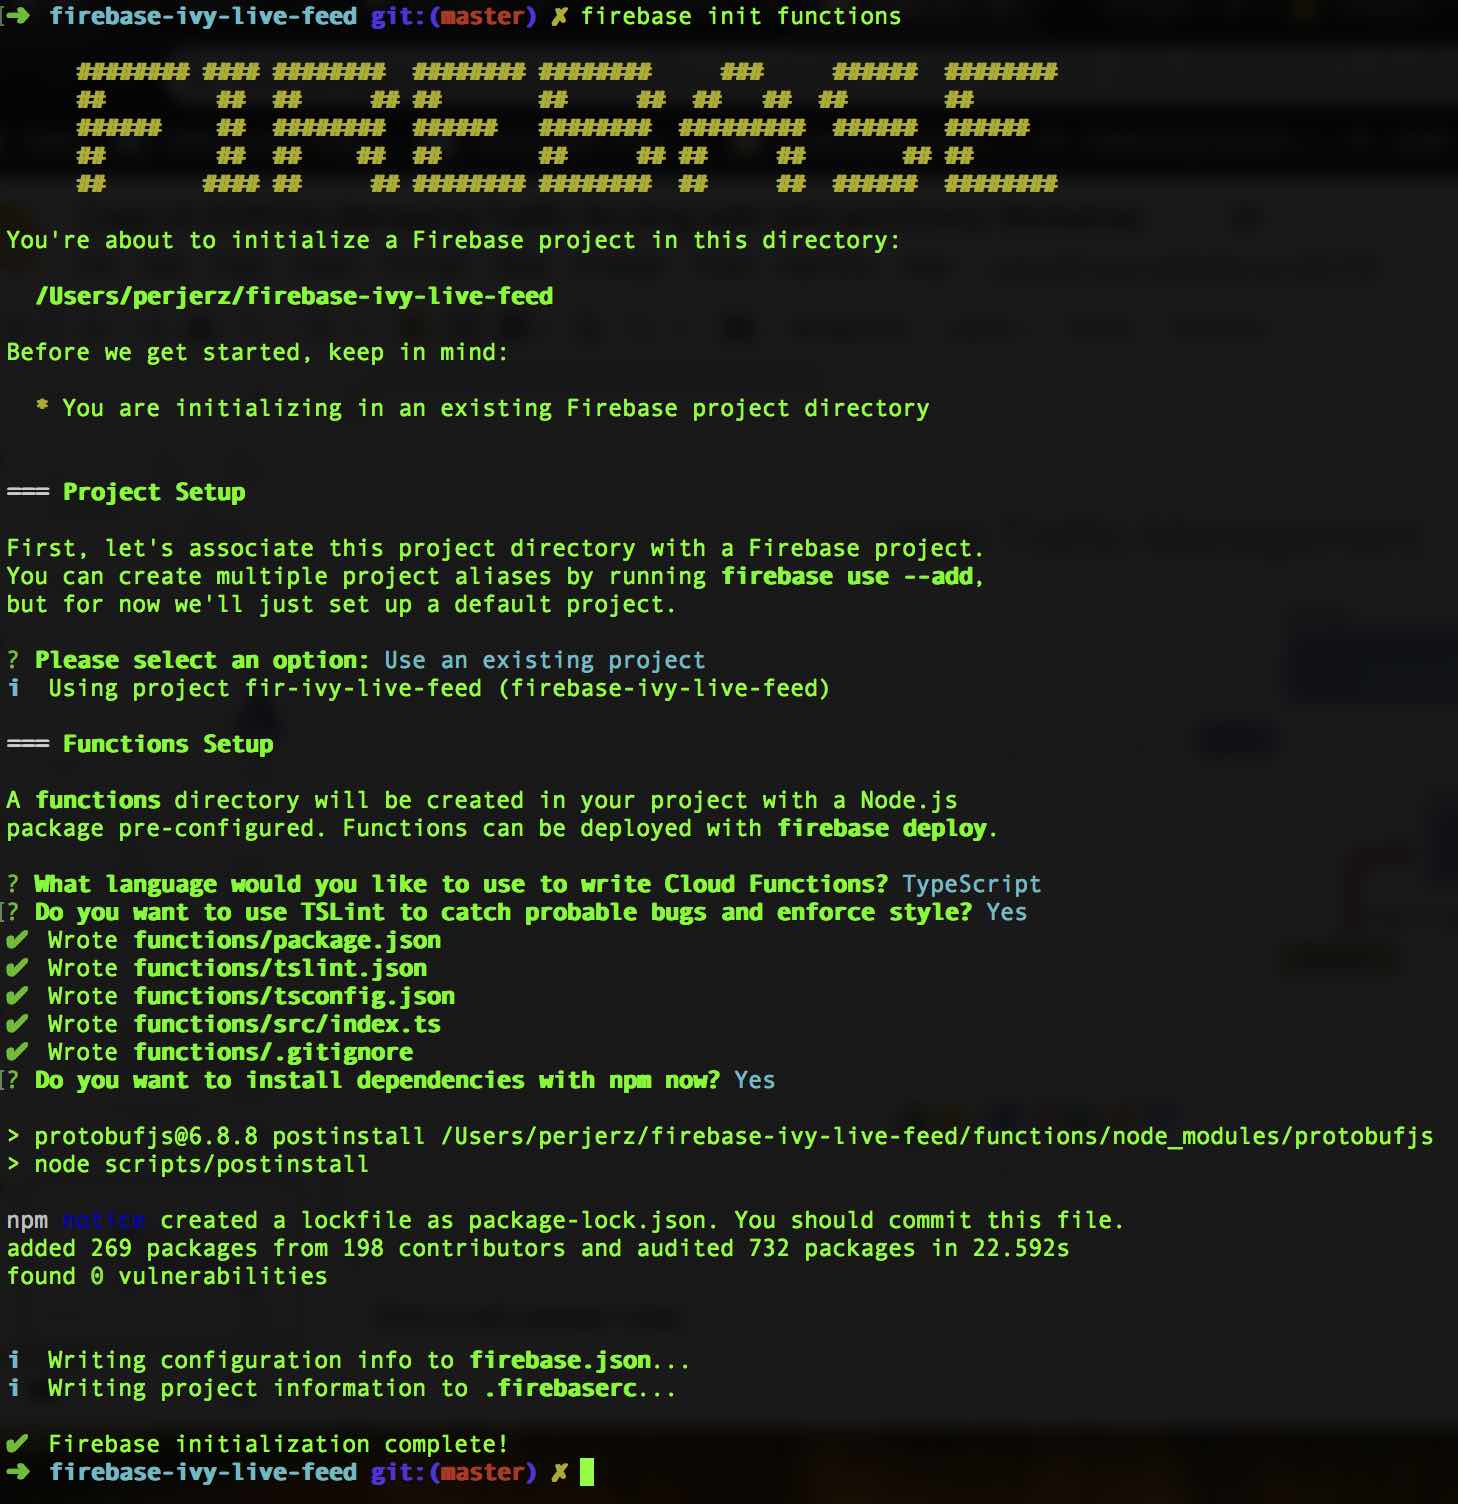 ➜ firebase-ivy-live-feed git:(master) ✗ firebase init functions
######## #### ########  ######## ########     ###     ######  ########
##        ##  ##     ## ##       ##     ##  ##   ##  ##       ##
######    ##  ########  ######   ########  #########  ######  ######
##        ##  ##    ##  ##       ##     ## ##     ##       ## ##
##       #### ##     ## ######## ########  ##     ##  ######  ########
You're about to initialize a Firebase project in this directory:
/Users/perjerz/firebase-ivy-live-feed
Before we get started, keep in mind:
* You are initializing in an existing Firebase project directory
=== Project Setup
First, let's associate this project directory with a Firebase project.
You can create multiple project aliases by running firebase use --add,
but for now we'll just set up a default project.
? Please select an option: Use an existing project
i  Using project fir-ivy-live-feed (firebase-ivy-live-feed)
=== Functions Setup
A functions directory will be created in your project with a Node.js
package pre-configured. Functions can be deployed with firebase deploy.
? What language would you like to use to write Cloud Functions? TypeScript
? Do you want to use TSLint to catch probable bugs and enforce style? Yes
✔ Wrote functions/package.json
✔ Wrote functions/tslint.json
✔ Wrote functions/tsconfig.json
✔ Wrote functions/src/index.ts
✔ Wrote functions/.gitignore
? Do you want to install dependencies with npm now? Yes
> protobufjs@6.8.8 postinstall /Users/perjerz/firebase-ivy-live-feed/functions/node_modules/protobufjs
> node scripts/postinstall
npm notice created a lockfile as package-lock.json. You should commit this file.
added 269 packages from 198 contributors and audited 732 packages in 22.592s
found 0 vulnerabilities
i  Writing configuration info to firebase.json...
i  Writing project information to .firebaserc...
✔ Firebase initialization complete!
➜ firebase-ivy-live-feed git:(master) ✗